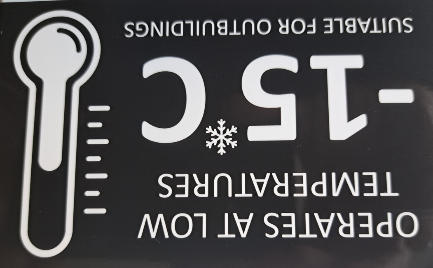 OPERATES AT LOW
TEMPERATURES
-15°C
SUITABLE FOR OUTBUILDINGS